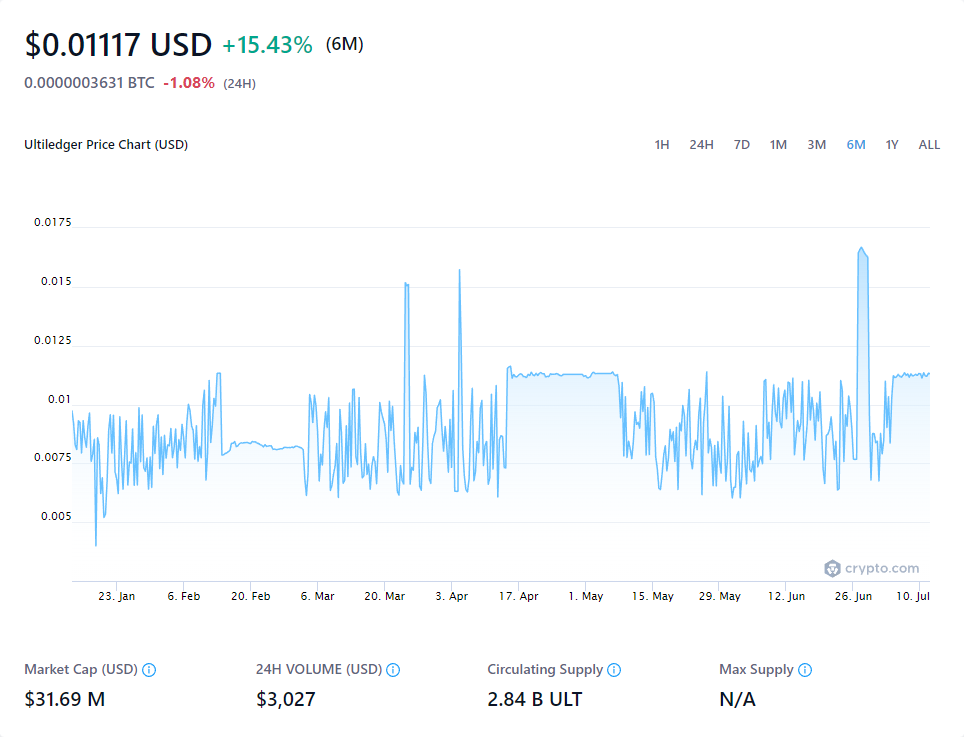 $0.01117 USD +15.43% (6M)
0.0000003631 BTC -1.08% (24H)
Ultiledger Price Chart (USD) 1H 24H 7D 1M 3M 6M 1Y ALL
0.0175
0.015
0.0125
0.01
0.0075
0.005
crypto.com
23. Jan 6. Feb 20. Feb 6. Mar 20. Mar 3. Apr 17. Apr 1. May 15. May 29. May 12. Jun 26. Jun 10. Jul
Market Cap (USD) 24H VOLUME (USD) Circulating Supply Max Supply
$31.69 M $3,027 2.84 B ULT N/A